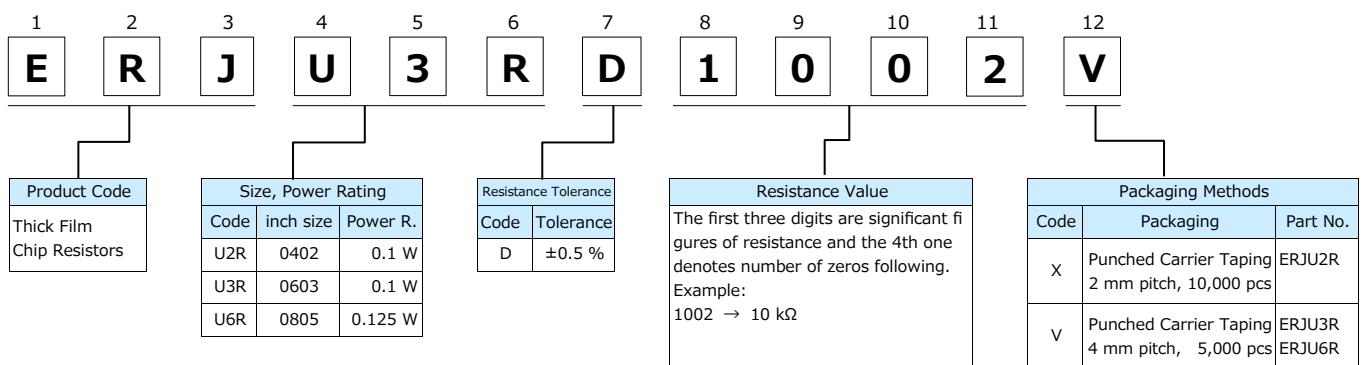 1 2 3 4 5 6 7 8 9 10 11 12
E R J U 3 R D 1 0 0 2 V
Product Code
Thick Film
Chip Resistors
Size, Power Rating
Code inch size Power R.
U2R 0402 0.1 W
U3R 0603 0.1 W
U6R 0805 0.125 W
Resistance Tolerance
Code Tolerance
D ±0.5 %
Resistance Value
The first three digits are significant fi
gures of resistance and the 4th one
denotes number of zeros following.
Example:
1002 → 10 kΩ
Packaging Methods
Code Packaging Part No.
X Punched Carrier Taping ERJU2R
2 mm pitch, 10,000 pcs
V Punched Carrier Taping ERJU3R
4 mm pitch, 5,000 pcs ERJU6R